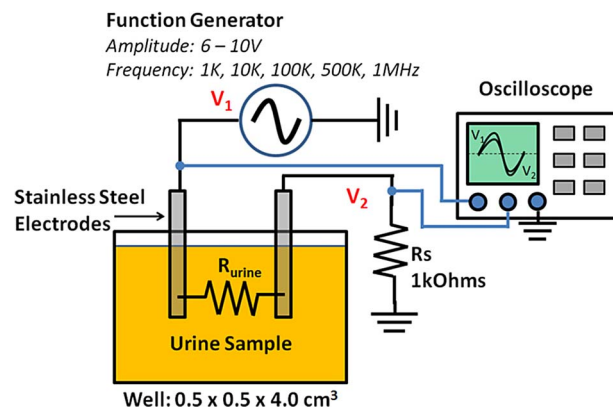 Function Generator
Amplitude: 6 – 10V
Frequency: 1K, 10K, 100K, 500K, 1MHz
V1
Oscilloscope
V1
V2
Stainless Steel
Electrodes
V2
Rurine
Rs
1kOhms
Urine Sample
Well: 0.5 x 0.5 x 4.0 cm³